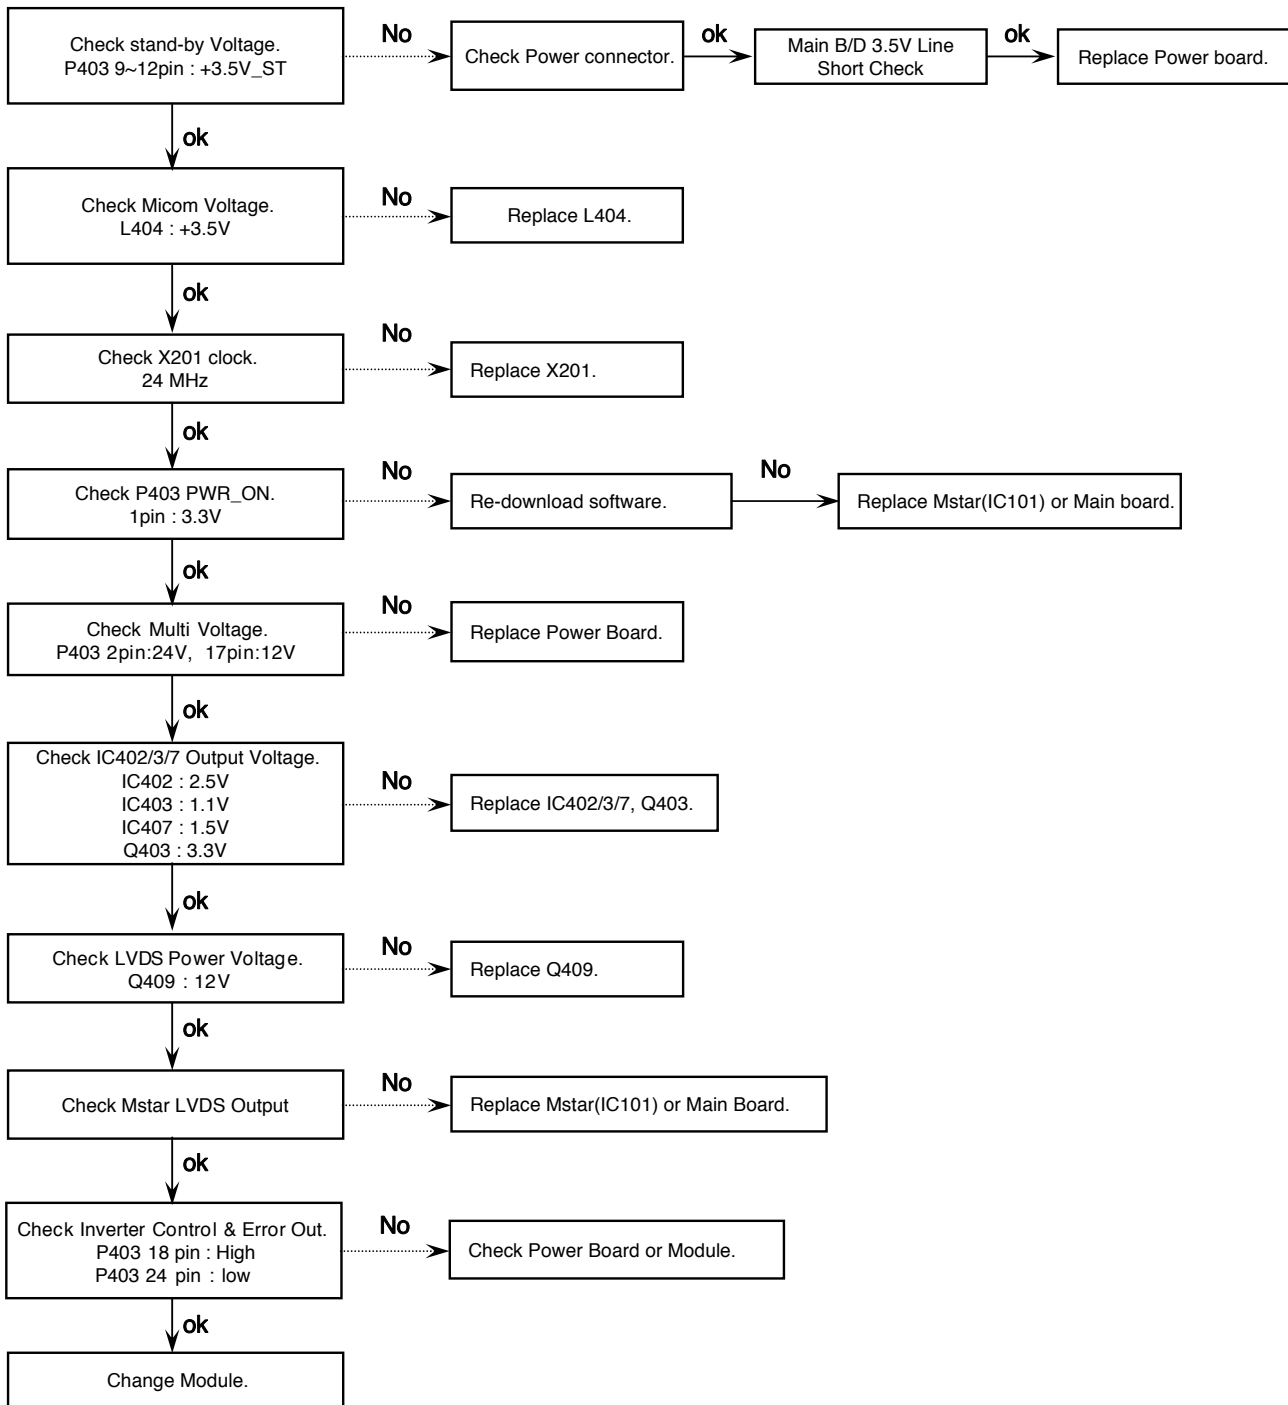 Check stand-by Voltage.
P403 9~12pin : +3.5V_ST
No
Check Power connector.
ok
Main B/D 3.5V Line
Short Check
ok
Replace Power board.
ok
Check Micom Voltage.
L404 : +3.5V
No
Replace L404.
ok
Check X201 clock.
24 MHz
No
Replace X201.
ok
Check P403 PWR_ON.
1pin : 3.3V
No
Re-download software.
No
Replace Mstar(IC101) or Main board.
ok
Check Multi Voltage.
P403 2pin:24V, 17pin:12V
No
Replace Power Board.
ok
Check IC402/3/7 Output Voltage.
IC402 : 2.5V
IC403 : 1.1V
IC407 : 1.5V
Q403 : 3.3V
No
Replace IC402/3/7, Q403.
ok
Check LVDS Power Voltage.
Q409 : 12V
No
Replace Q409.
ok
Check Mstar LVDS Output
No
Replace Mstar(IC101) or Main Board.
ok
Check Inverter Control & Error Out.
P403 18 pin : High
P403 24 pin : low
No
Check Power Board or Module.
ok
Change Module.